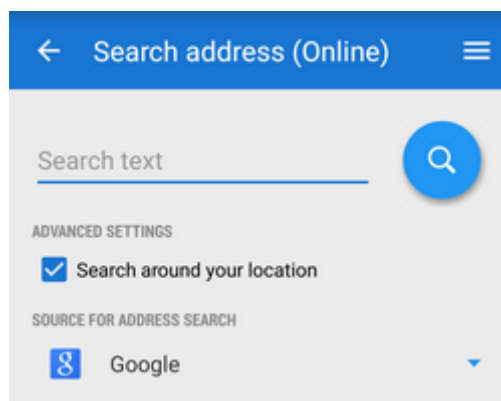 Search address (Online)
Search text
ADVANCED SETTINGS
Search around your location
SOURCE FOR ADDRESS SEARCH
g Google